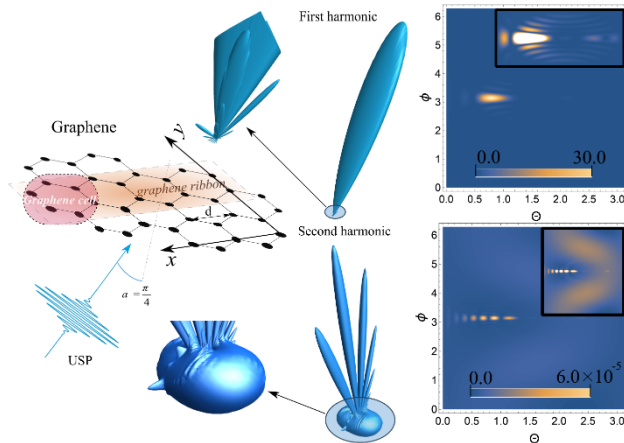 First harmonic
Graphene
y
graphene ribbon
Graphene cell
d
x
a = π/4
USP
Second harmonic
ϕ
6
5
4
3
2
1
0
0.0 30.0
0.0 0.5 1.0 1.5 2.0 2.5 3.0
Θ
ϕ
6
5
4
3
2
1
0
0.0 6.0×10⁻⁵
0.0 0.5 1.0 1.5 2.0 2.5 3.0
Θ